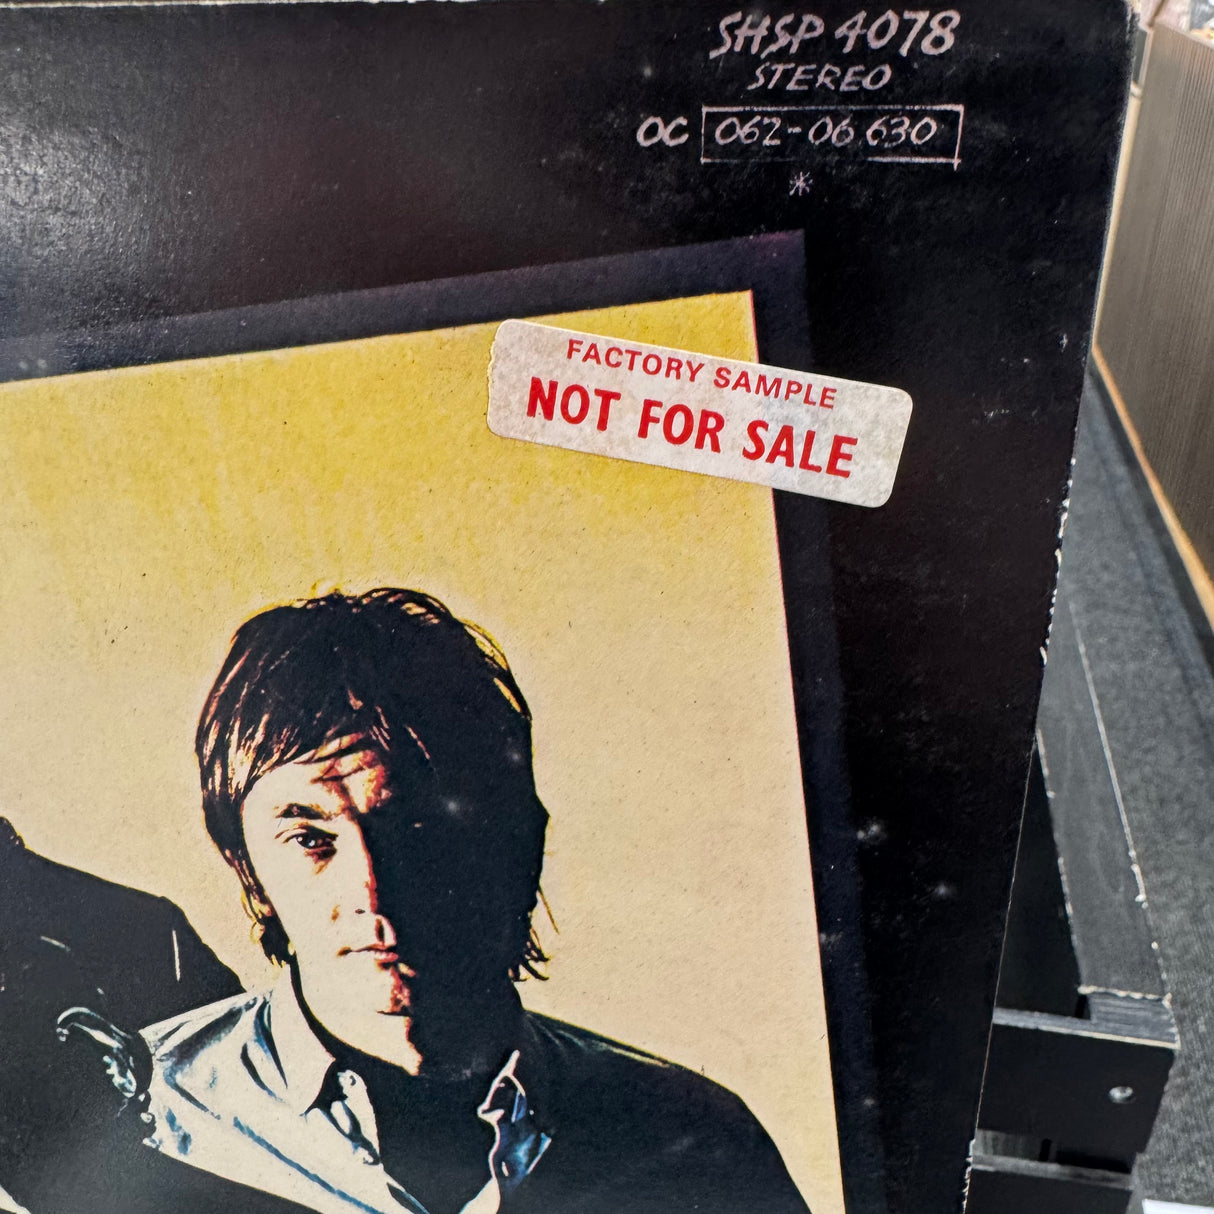 SHSP 4078
STEREO
OC 062-06 630
*
FACTORY SAMPLE
NOT FOR SALE